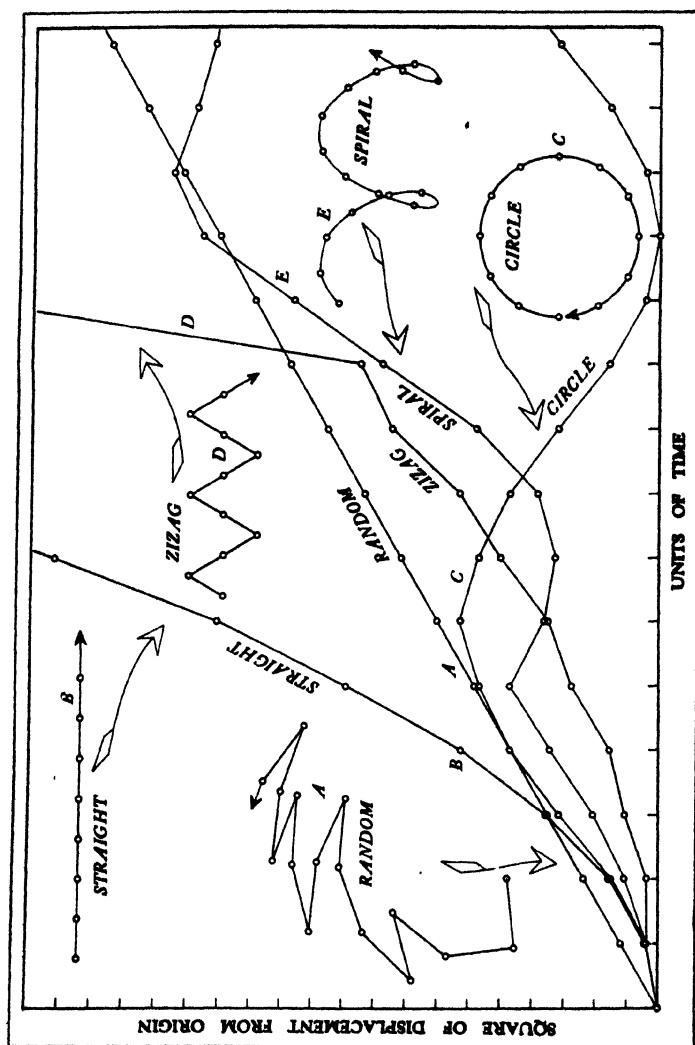 STRAIGHT
B
ZIZAG
D
D
SPIRAL
E
E
RANDOM
A
STRAIGHT
B
A
RANDOM
C
ZIZAG
SPIRAL
CIRCLE
CIRCLE
C
SQUARE OF DISPLACEMENT FROM ORIGIN
UNITS OF TIME